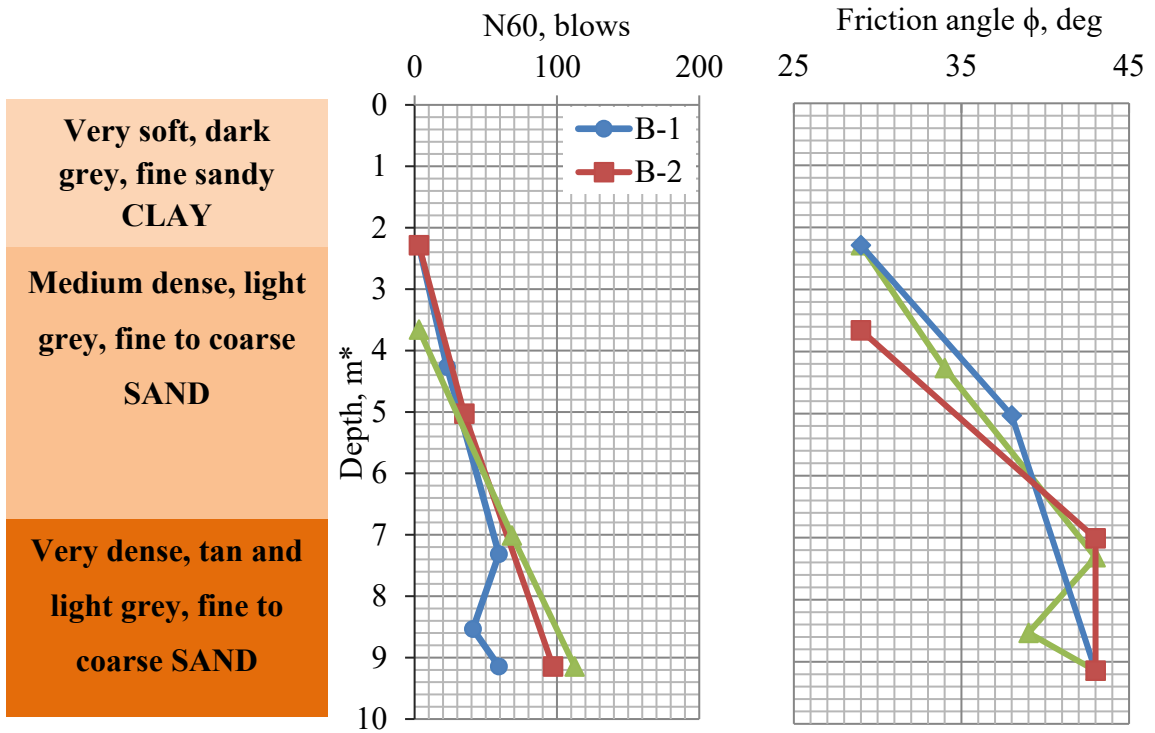 N60, blows
0 100 200
Friction angle ϕ, deg
25 35 45
Very soft, dark
grey, fine sandy
CLAY
Medium dense, light
grey, fine to coarse
SAND
Very dense, tan and
light grey, fine to
coarse SAND
Depth, m*
0
1
2
3
4
5
6
7
8
9
10
B-1
B-2